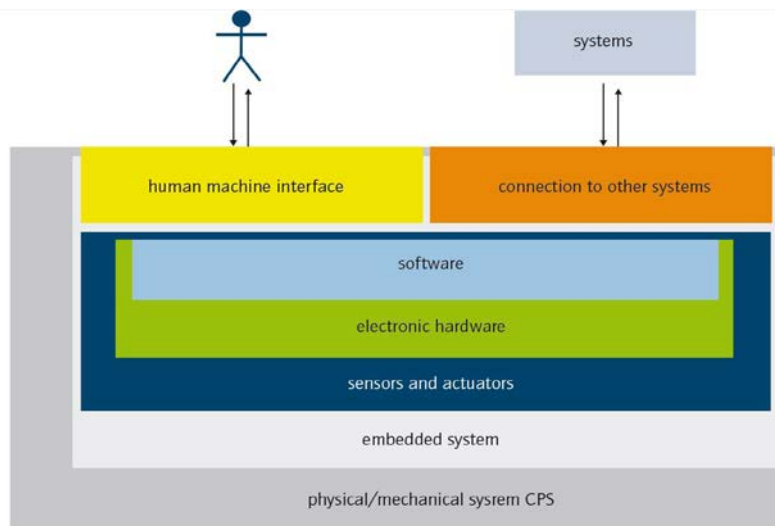 systems
human machine interface
connection to other systems
software
electronic hardware
sensors and actuators
embedded system
physical/mechanical sysrem CPS